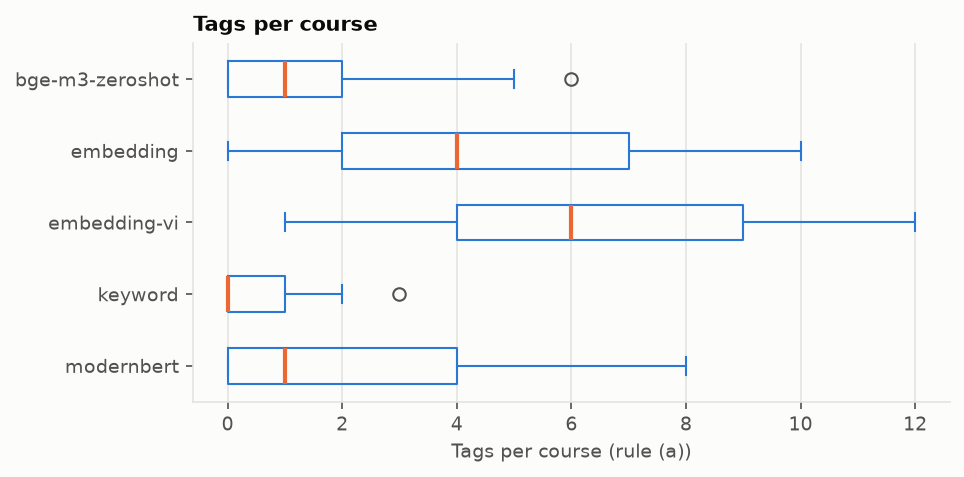 Tags per course
bge-m3-zeroshot
embedding
embedding-vi
keyword
modernbert
0 2 4 6 8 10 12
Tags per course (rule (a))